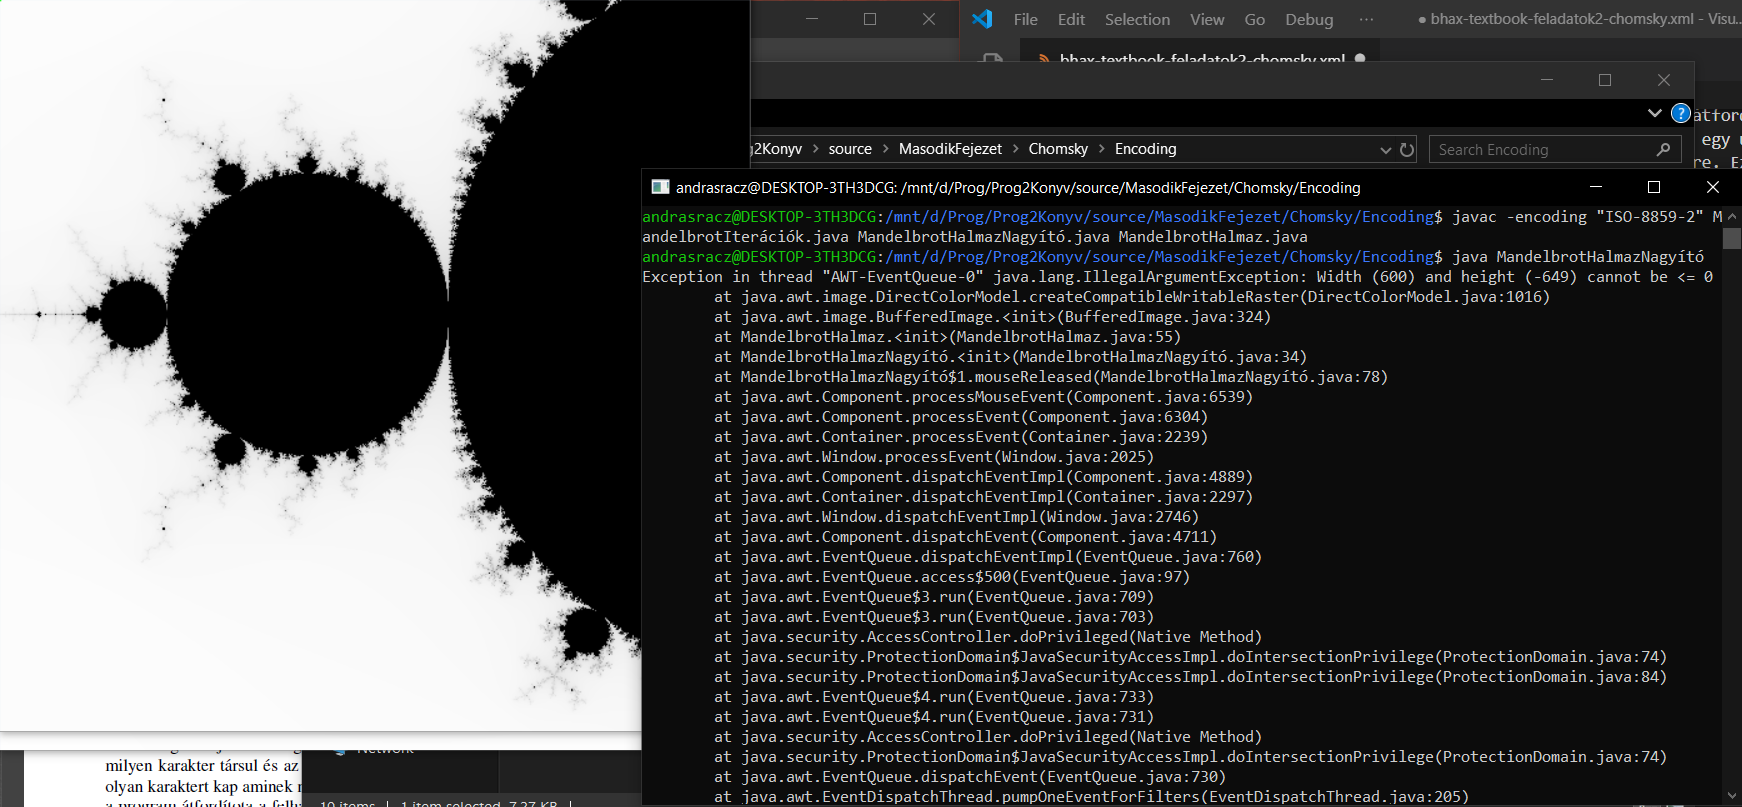 File Edit Selection View Go Debug ··· ● bhax-textbook-feladatok2-chomsky.xml - Visu...
bhax-textbook-feladatok2-chomsky.xml
átford
Konyv > source > MasodikFejezet > Chomsky > Encoding
Search Encoding
egy
re. Ez
andrasracz@DESKTOP-3TH3DCG: /mnt/d/Prog/Prog2Konyv/source/MasodikFejezet/Chomsky/Encoding
andrasracz@DESKTOP-3TH3DCG:/mnt/d/Prog/Prog2Konyv/source/MasodikFejezet/Chomsky/Encoding$ javac -encoding "ISO-8859-2" M
andelbrotIterációk.java MandelbrotHalmazNagyító.java MandelbrotHalmaz.java
andrasracz@DESKTOP-3TH3DCG:/mnt/d/Prog/Prog2Konyv/source/MasodikFejezet/Chomsky/Encoding$ java MandelbrotHalmazNagyító
Exception in thread "AWT-EventQueue-0" java.lang.IllegalArgumentException: Width (600) and height (-649) cannot be <= 0
at java.awt.image.DirectColorModel.createCompatibleWritableRaster(DirectColorModel.java:1016)
at java.awt.image.BufferedImage.<init>(BufferedImage.java:324)
at MandelbrotHalmaz.<init>(MandelbrotHalmaz.java:55)
at MandelbrotHalmazNagyító.<init>(MandelbrotHalmazNagyító.java:34)
at MandelbrotHalmazNagyító$1.mouseReleased(MandelbrotHalmazNagyító.java:78)
at java.awt.Component.processMouseEvent(Component.java:6539)
at java.awt.Component.processEvent(Component.java:6304)
at java.awt.Container.processEvent(Container.java:2239)
at java.awt.Window.processEvent(Window.java:2025)
at java.awt.Component.dispatchEventImpl(Component.java:4889)
at java.awt.Container.dispatchEventImpl(Container.java:2297)
at java.awt.Window.dispatchEventImpl(Window.java:2746)
at java.awt.Component.dispatchEvent(Component.java:4711)
at java.awt.EventQueue.dispatchEventImpl(EventQueue.java:760)
at java.awt.EventQueue.access$500(EventQueue.java:97)
at java.awt.EventQueue$3.run(EventQueue.java:709)
at java.awt.EventQueue$3.run(EventQueue.java:703)
at java.security.AccessController.doPrivileged(Native Method)
at java.security.ProtectionDomain$JavaSecurityAccessImpl.doIntersectionPrivilege(ProtectionDomain.java:74)
at java.security.ProtectionDomain$JavaSecurityAccessImpl.doIntersectionPrivilege(ProtectionDomain.java:84)
at java.awt.EventQueue$4.run(EventQueue.java:733)
at java.awt.EventQueue$4.run(EventQueue.java:731)
at java.security.AccessController.doPrivileged(Native Method)
at java.security.ProtectionDomain$JavaSecurityAccessImpl.doIntersectionPrivilege(ProtectionDomain.java:74)
at java.awt.EventQueue.dispatchEvent(EventQueue.java:730)
at java.awt.EventDispatchThread.pumpOneEventForFilters(EventDispatchThread.java:205)
Network
milyen karakter társul és az
olyan karaktert kap aminek
a program átfordította a
10 items | 1 item selected 7,27 KB |